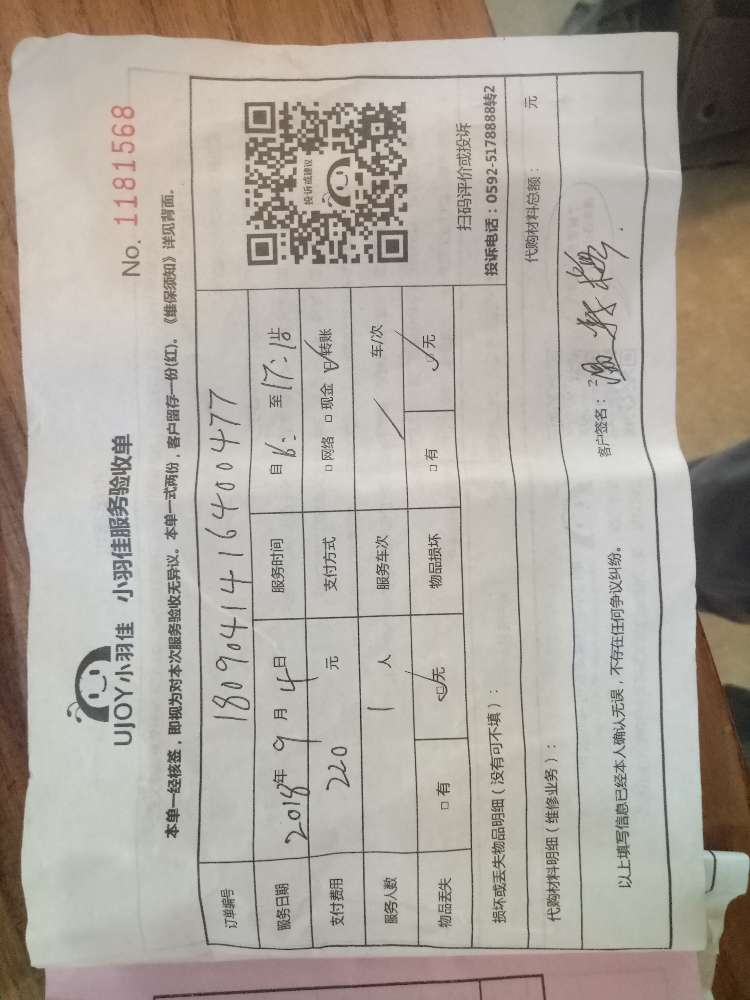 UJOY小羽佳 小羽佳服务验收单
No. 1181568
本单一经核签，即视为对本次服务验收无异议。本单一式两份，客户留存一份(红)。《维保须知》详见背面。
订单编号 1809041416400477
服务日期 2018年9月4日 服务时间 自 16: 至 17: 止
支付费用 220 元 支付方式 □网络 □现金 ☑转账
服务人数 1 人 服务车次 / 车/次
物品丢失 □有 ☑无 物品损坏 □有 ☑无
投诉或建议
扫码评价或投诉
投诉电话：0592-5178888转2
损坏或丢失物品明细（没有可不填）：
代购材料明细（维修业务）： 代购材料总额： 元
以上填写信息已经本人确认无误，不存在任何争议纠纷。 客户签名：